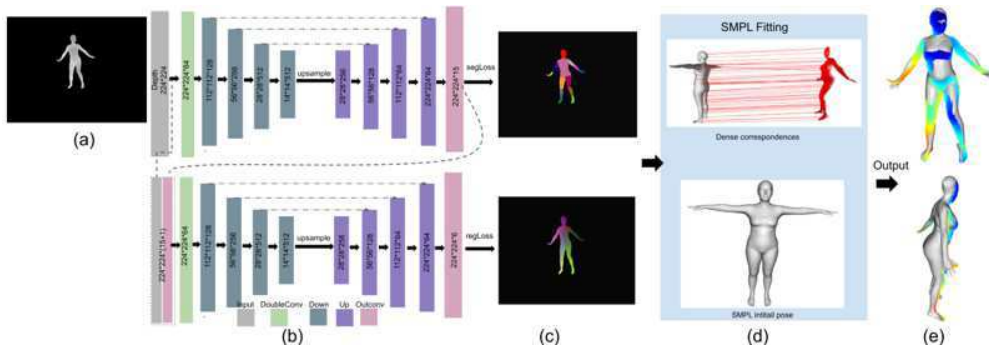 (a)
Depth
224*224
224*224*64
112*112*128
56*56*256
28*28*512
14*14*512
upsample
28*28*256
56*56*128
112*112*64
224*224*64
224*224*15
segLoss
224*224*(15+1)
224*224*64
112*112*128
56*56*256
28*28*512
14*14*512
upsample
28*28*256
56*56*128
112*112*64
224*224*64
224*224*6
regLoss
Input
DoubleConv
Down
Up
Outconv
(b)
(c)
SMPL Fitting
Dense correspondences
SMPL intitail pose
(d)
Output
(e)